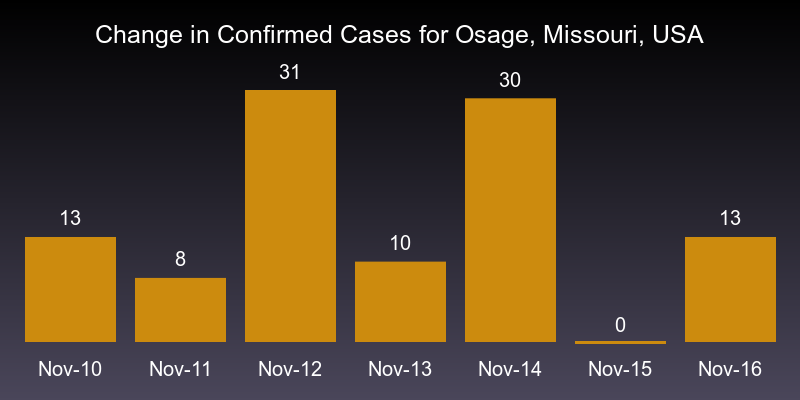 Change in Confirmed Cases for Osage, Missouri, USA
13
8
31
10
30
0
13
Nov-10
Nov-11
Nov-12
Nov-13
Nov-14
Nov-15
Nov-16